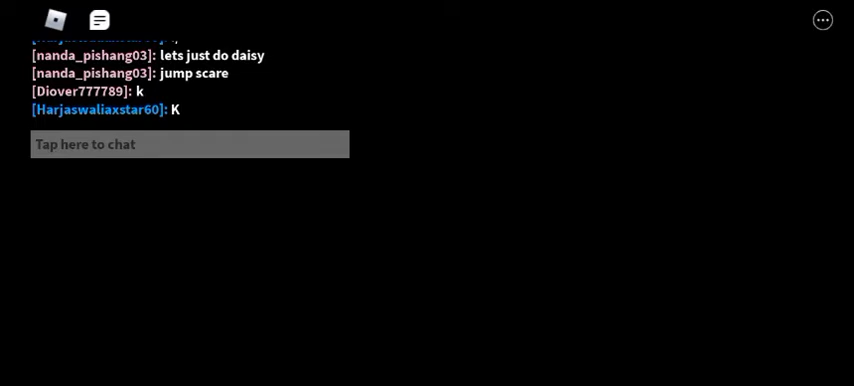 [nanda_pishang03]: lets just do daisy
[nanda_pishang03]: jump scare
[Diover777789]: k
[Harjaswaliaxstar60]: K
Tap here to chat